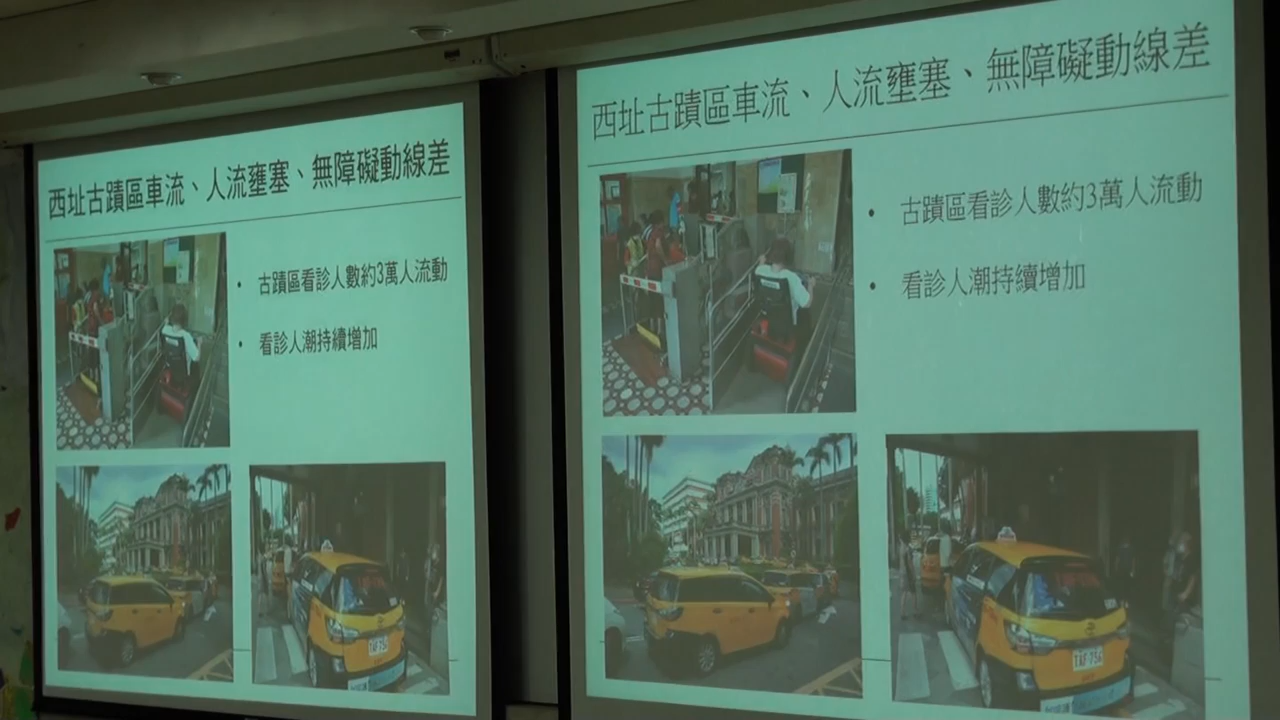 西址古蹟區車流、人流壅塞、無障礙動線差
• 古蹟區看診人數約3萬人流動
• 看診人潮持續增加
西址古蹟區車流、人流壅塞、無障礙動線差
• 古蹟區看診人數約3萬人流動
• 看診人潮持續增加